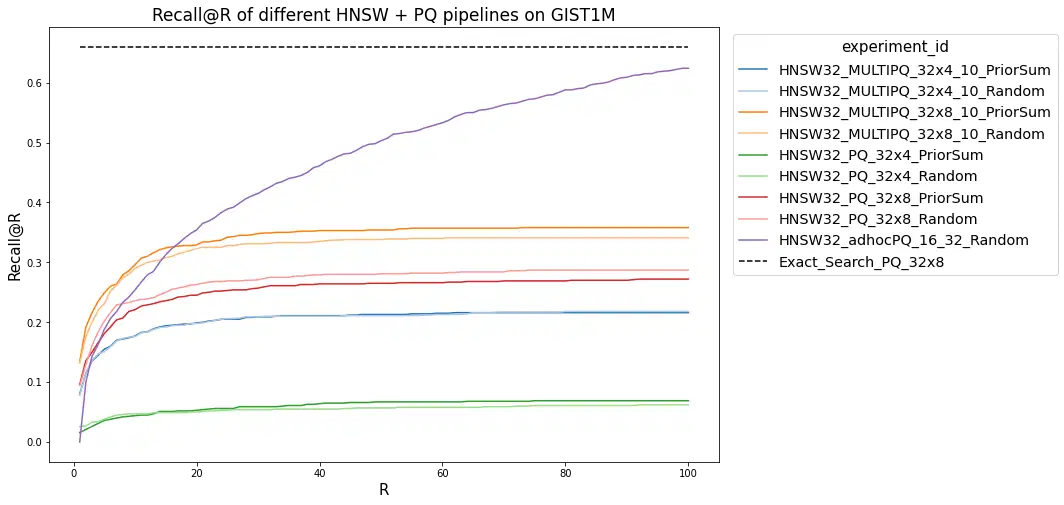 Recall@R of different HNSW + PQ pipelines on GIST1M
Recall@R
0.6
0.5
0.4
0.3
0.2
0.1
0.0
0
20
40
60
80
100
R
experiment_id
HNSW32_MULTIPQ_32x4_10_PriorSum
HNSW32_MULTIPQ_32x4_10_Random
HNSW32_MULTIPQ_32x8_10_PriorSum
HNSW32_MULTIPQ_32x8_10_Random
HNSW32_PQ_32x4_PriorSum
HNSW32_PQ_32x4_Random
HNSW32_PQ_32x8_PriorSum
HNSW32_PQ_32x8_Random
HNSW32_adhocPQ_16_32_Random
Exact_Search_PQ_32x8